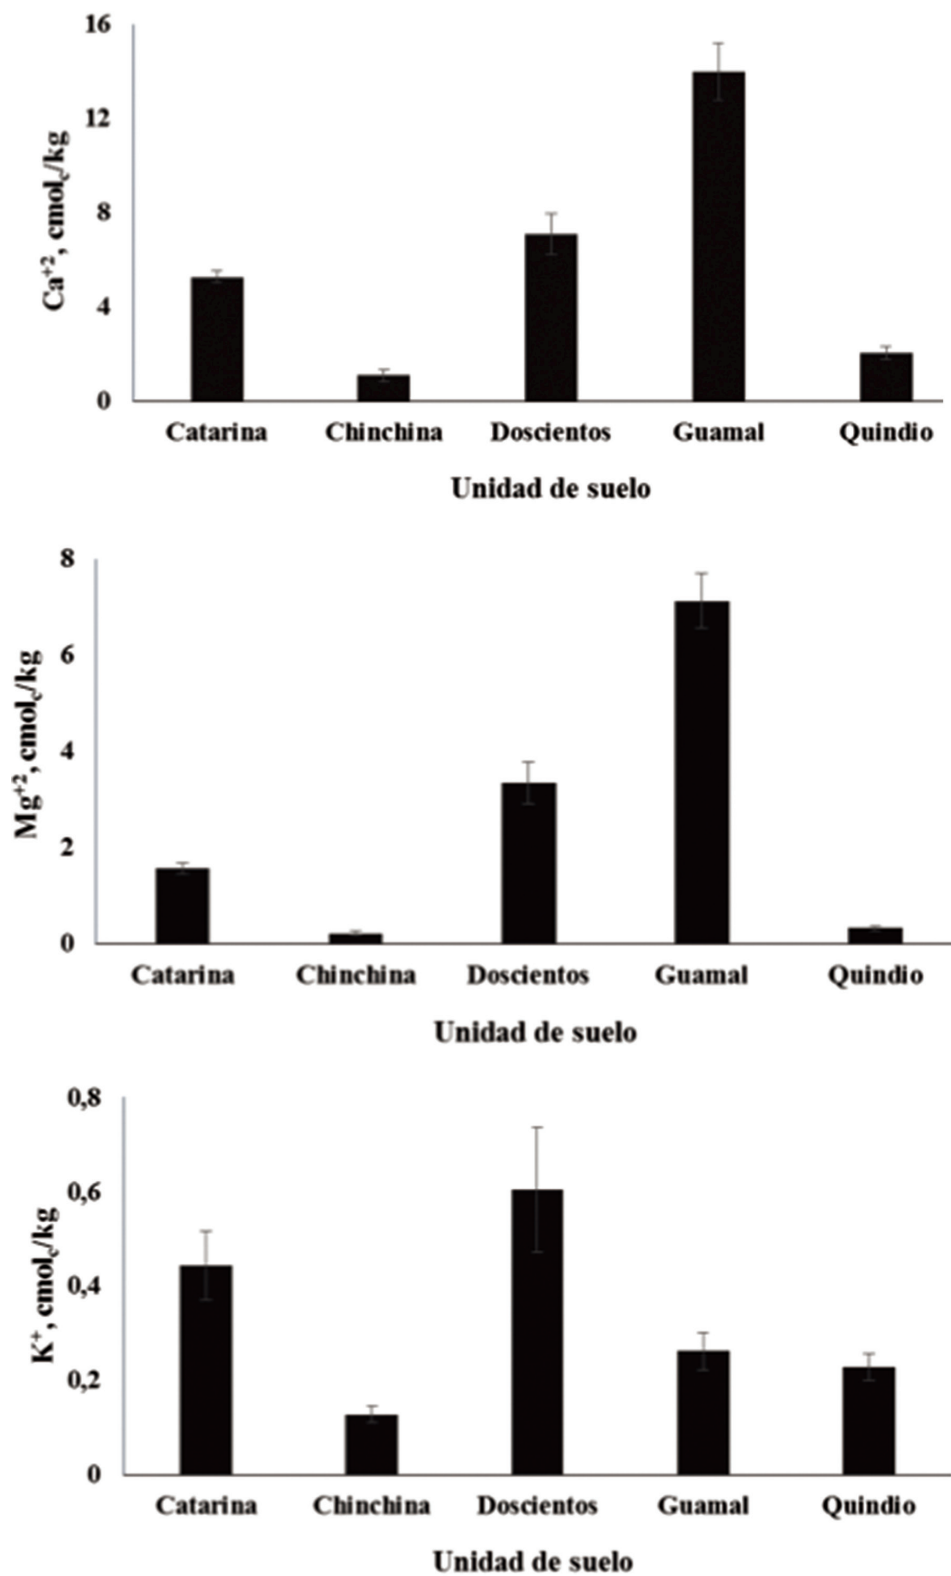 16
12
8
4
0
Ca+2, cmolc/kg
Catarina Chinchina Doscientos Guamal Quindio
Unidad de suelo
8
6
4
2
0
Mg+2, cmolc/kg
Catarina Chinchina Doscientos Guamal Quindio
Unidad de suelo
0,8
0,6
0,4
0,2
0
K+, cmolc/kg
Catarina Chinchina Doscientos Guamal Quindio
Unidad de suelo